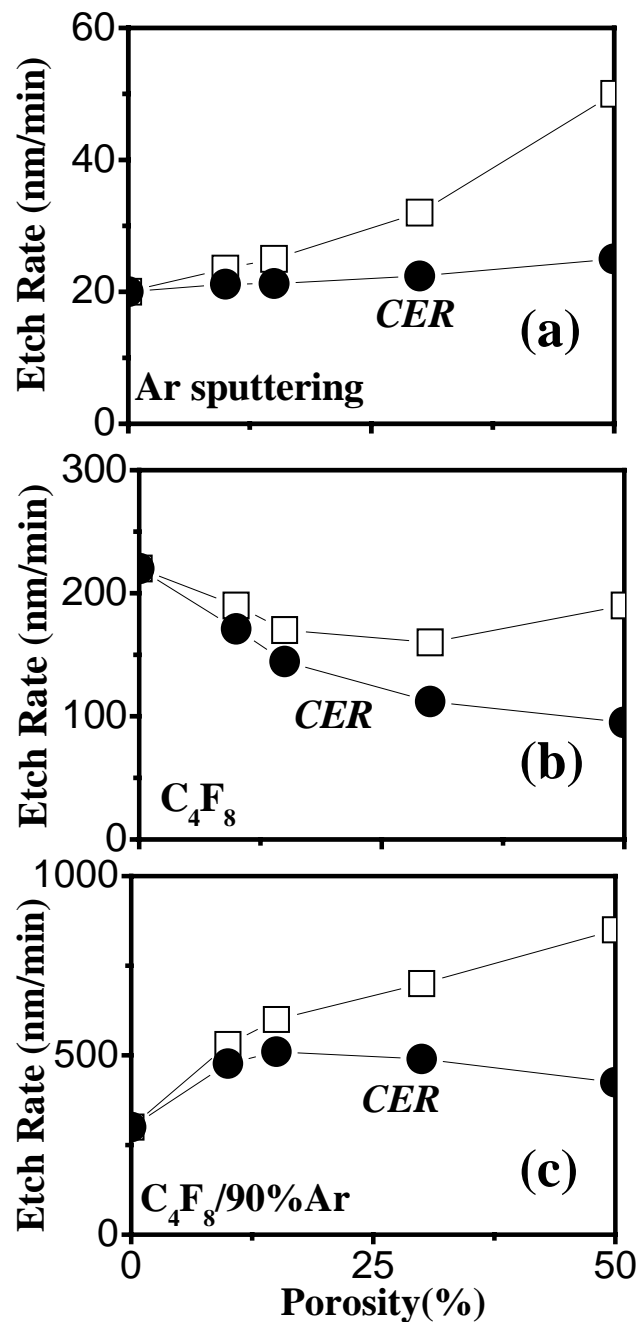 60
40
20
0
Etch Rate (nm/min)
CER
(a)
Ar sputtering
300
200
100
0
Etch Rate (nm/min)
CER
(b)
C₄F₈
1000
500
0
Etch Rate (nm/min)
CER
(c)
C₄F₈/90%Ar
0 25 50
Porosity(%)